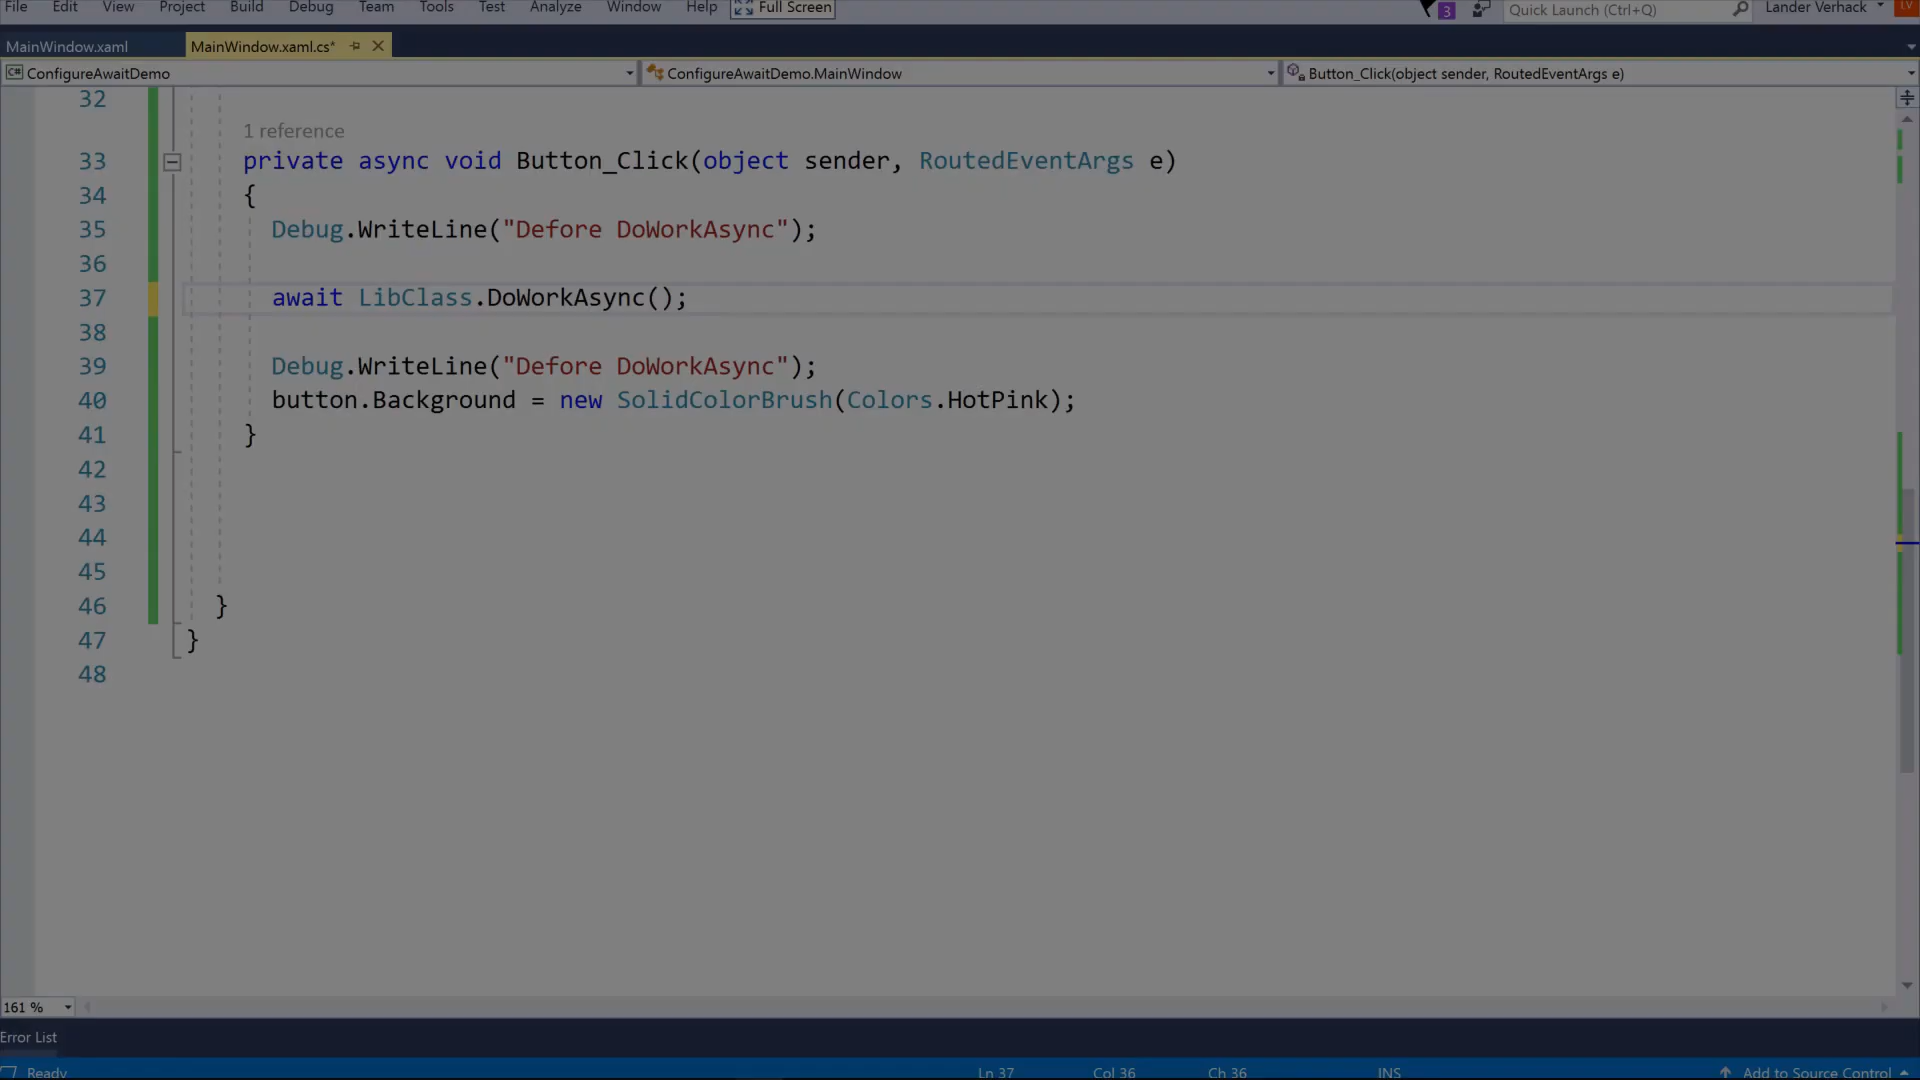 File Edit View Project Build Debug Team Tools Test Analyze Window Help Full Screen 3 Quick Launch (Ctrl+Q) Lander Verhack LV
MainWindow.xaml MainWindow.xaml.cs*
C# ConfigureAwaitDemo ConfigureAwaitDemo.MainWindow Button_Click(object sender, RoutedEventArgs e)
32
1 reference
33 private async void Button_Click(object sender, RoutedEventArgs e)
34 {
35 Debug.WriteLine("Defore DoWorkAsync");
36
37 await LibClass.DoWorkAsync();
38
39 Debug.WriteLine("Defore DoWorkAsync");
40 button.Background = new SolidColorBrush(Colors.HotPink);
41 }
42
43
44
45
46 }
47 }
48
161 %
Error List
Ready Ln 37 Col 36 Ch 36 INS Add to Source Control